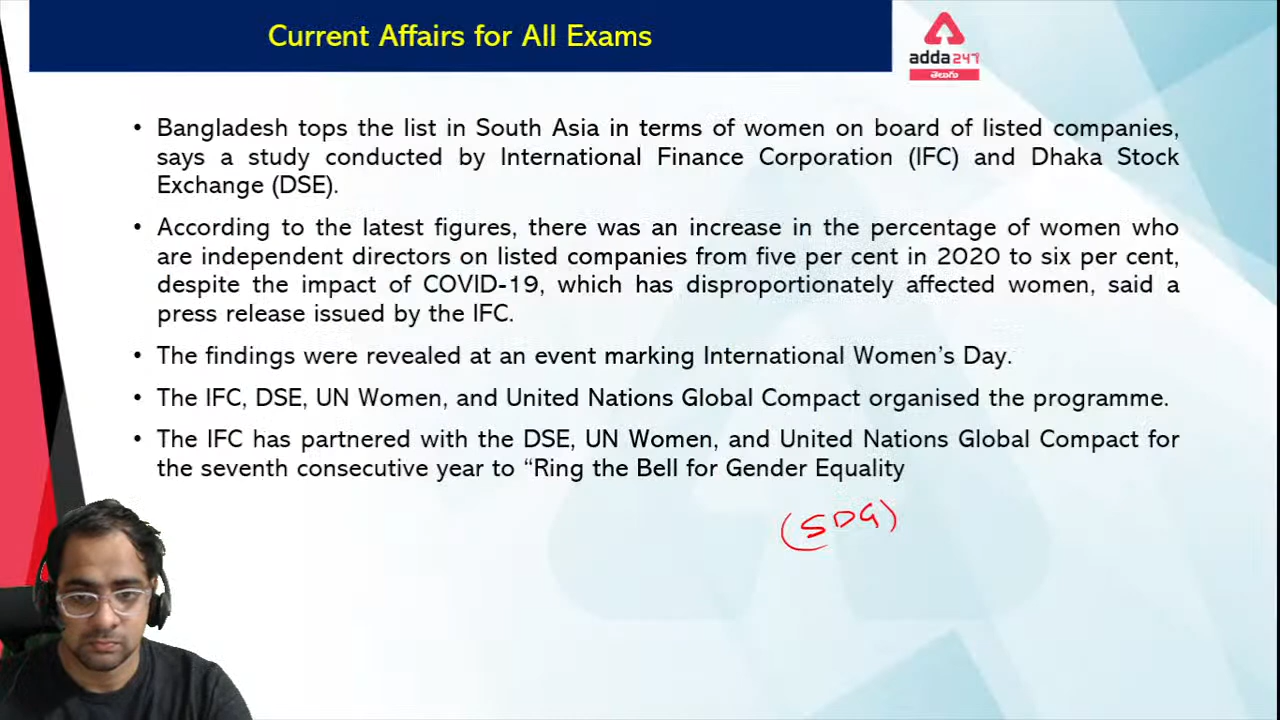 Current Affairs for All Exams
adda247
తెలుగు
• Bangladesh tops the list in South Asia in terms of women on board of listed companies,
says a study conducted by International Finance Corporation (IFC) and Dhaka Stock
Exchange (DSE).
• According to the latest figures, there was an increase in the percentage of women who
are independent directors on listed companies from five per cent in 2020 to six per cent,
despite the impact of COVID-19, which has disproportionately affected women, said a
press release issued by the IFC.
• The findings were revealed at an event marking International Women's Day.
• The IFC, DSE, UN Women, and United Nations Global Compact organised the programme.
• The IFC has partnered with the DSE, UN Women, and United Nations Global Compact for
the seventh consecutive year to “Ring the Bell for Gender Equality
(SDG)